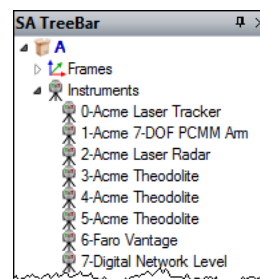 SA TreeBar
A
Frames
Instruments
0-Acme Laser Tracker
1-Acme 7-DOF PCMM Arm
2-Acme Laser Radar
3-Acme Theodolite
4-Acme Theodolite
5-Acme Theodolite
6-Faro Vantage
7-Digital Network Level